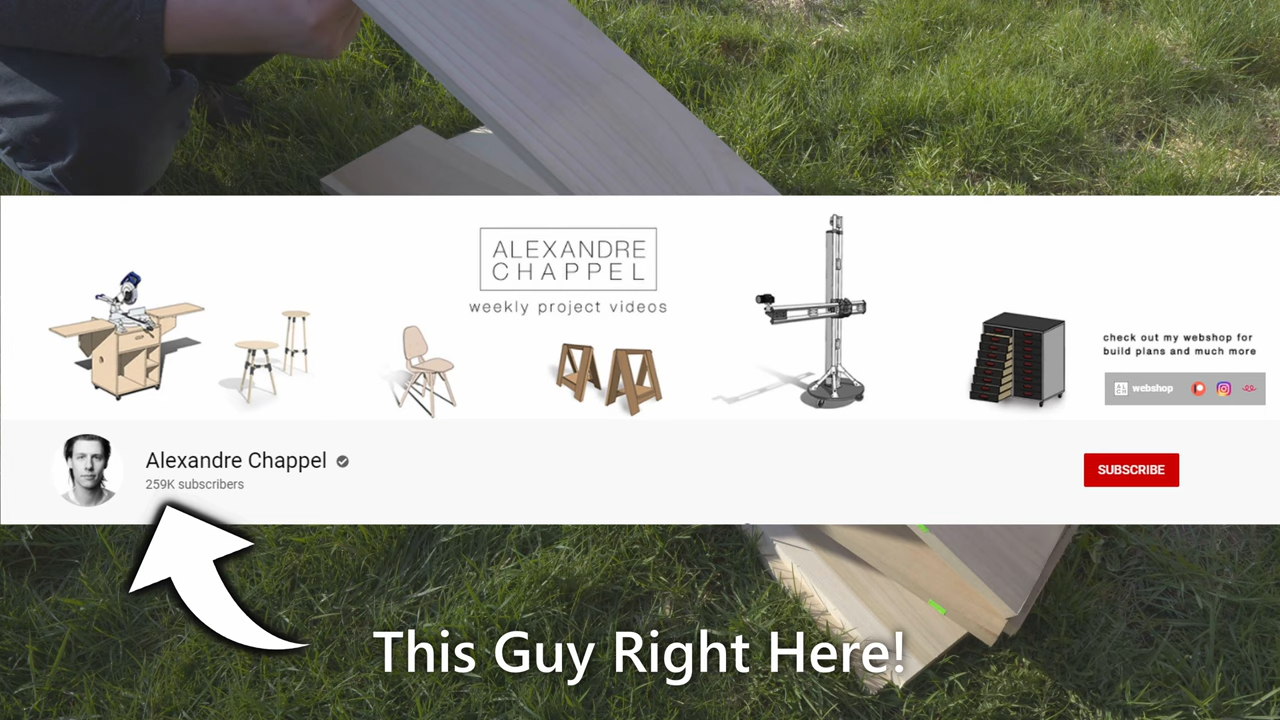 ALEXANDRE
CHAPPEL
weekly project videos
check out my webshop for
build plans and much more
webshop
Alexandre Chappel
259K subscribers
SUBSCRIBE
This Guy Right Here!